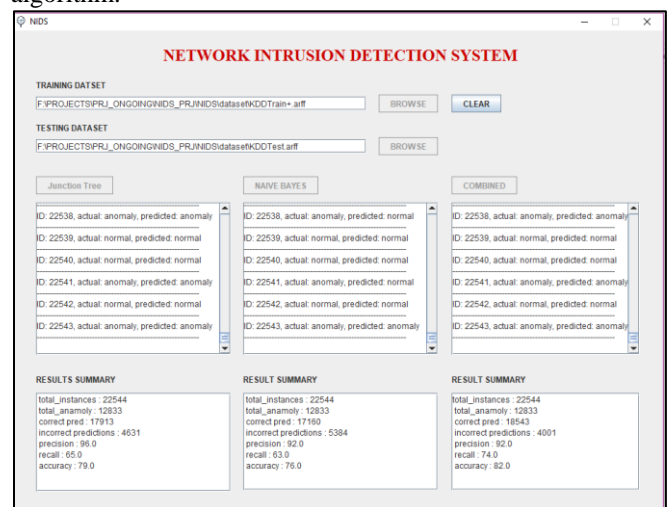 algorithm.
NIDS
NETWORK INTRUSION DETECTION SYSTEM
TRAINING DATSET
F:\PROJECTS\PRJ_ONGOING\NIDS_PRJ\NIDS\dataset\KDDTrain+.arff
BROWSE
CLEAR
TESTING DATASET
F:\PROJECTS\PRJ_ONGOING\NIDS_PRJ\NIDS\dataset\KDDTest.arff
BROWSE
Junction Tree
ID: 22538, actual: anomaly, predicted: anomaly
ID: 22539, actual: normal, predicted: normal
ID: 22540, actual: normal, predicted: normal
ID: 22541, actual: anomaly, predicted: anomaly
ID: 22542, actual: normal, predicted: normal
ID: 22543, actual: anomaly, predicted: anomaly
RESULTS SUMMARY
total_instances : 22544
total_anamoly : 12833
correct pred : 17913
incorrect predictions : 4631
precision : 96.0
recall : 65.0
accuracy : 79.0
NAIVE BAYES
ID: 22538, actual: anomaly, predicted: normal
ID: 22539, actual: normal, predicted: normal
ID: 22540, actual: normal, predicted: normal
ID: 22541, actual: anomaly, predicted: normal
ID: 22542, actual: normal, predicted: normal
ID: 22543, actual: anomaly, predicted: anomaly
RESULT SUMMARY
total_instances : 22544
total_anamoly : 12833
correct pred : 17160
incorrect predictions : 5384
precision : 92.0
recall : 63.0
accuracy : 76.0
COMBINED
ID: 22538, actual: anomaly, predicted: anomaly
ID: 22539, actual: normal, predicted: normal
ID: 22540, actual: normal, predicted: normal
ID: 22541, actual: anomaly, predicted: anomaly
ID: 22542, actual: normal, predicted: normal
ID: 22543, actual: anomaly, predicted: anomaly
RESULT SUMMARY
total_instances : 22544
total_anamoly : 12833
correct pred : 18543
incorrect predictions : 4001
precision : 92.0
recall : 74.0
accuracy : 82.0